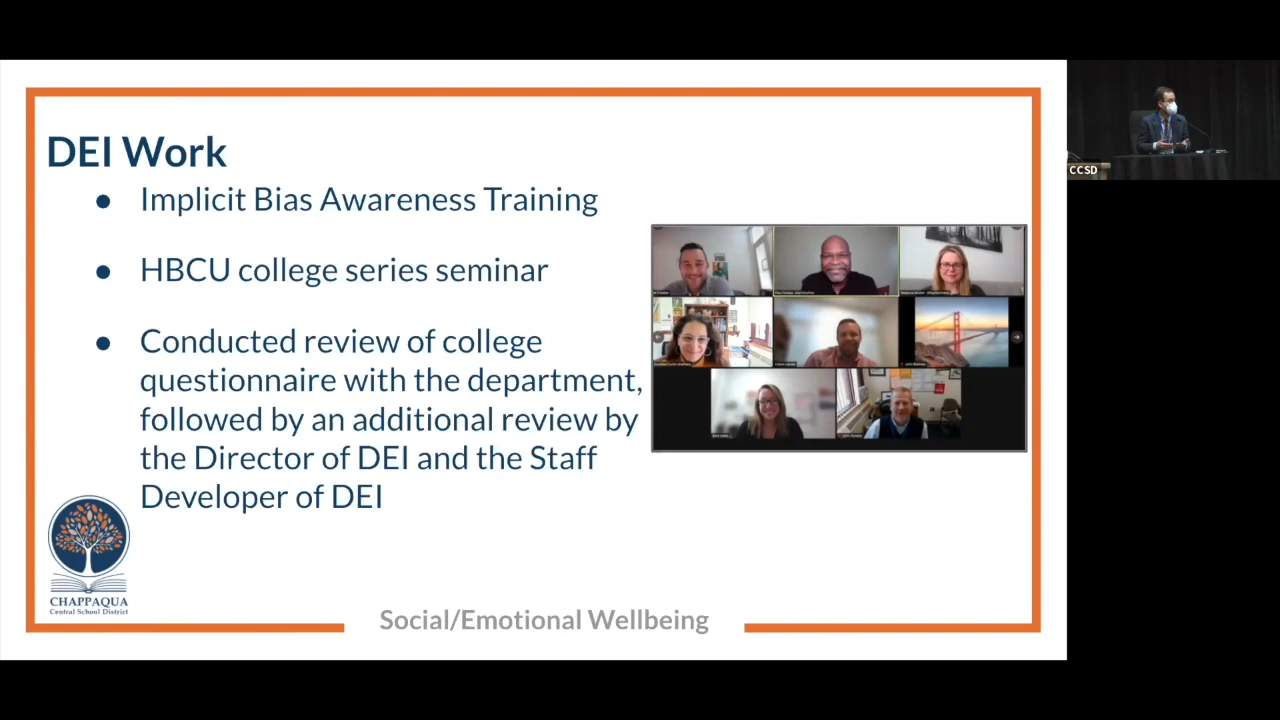 DEI Work
● Implicit Bias Awareness Training
● HBCU college series seminar
● Conducted review of college
questionnaire with the department,
followed by an additional review by
the Director of DEI and the Staff
Developer of DEI
CHAPPAQUA
Central School District
Social/Emotional Wellbeing
CCSD